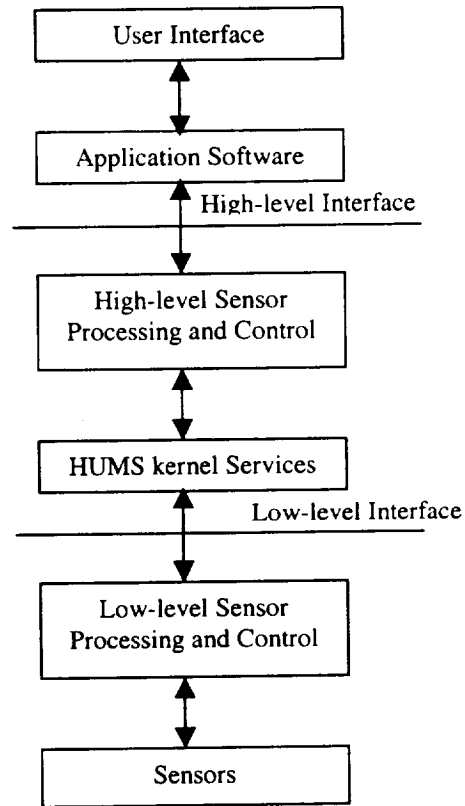 User Interface
Application Software
High-level Interface
High-level Sensor
Processing and Control
HUMS kernel Services
Low-level Interface
Low-level Sensor
Processing and Control
Sensors